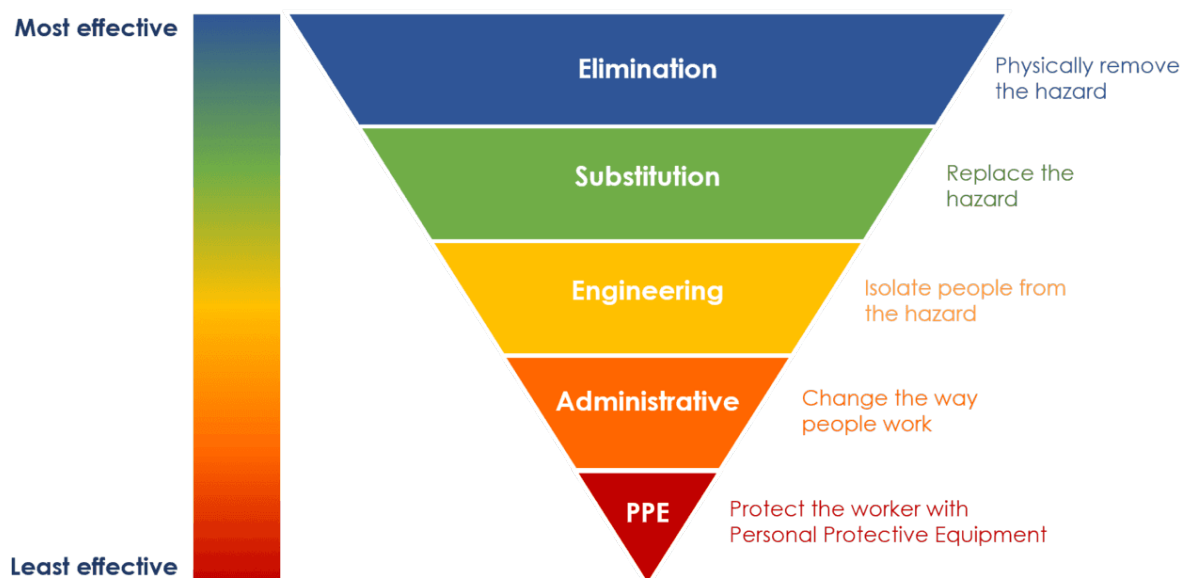 Most effective
Elimination
Physically remove
the hazard
Substitution
Replace the
hazard
Engineering
Isolate people from
the hazard
Administrative
Change the way
people work
PPE
Protect the worker with
Personal Protective Equipment
Least effective